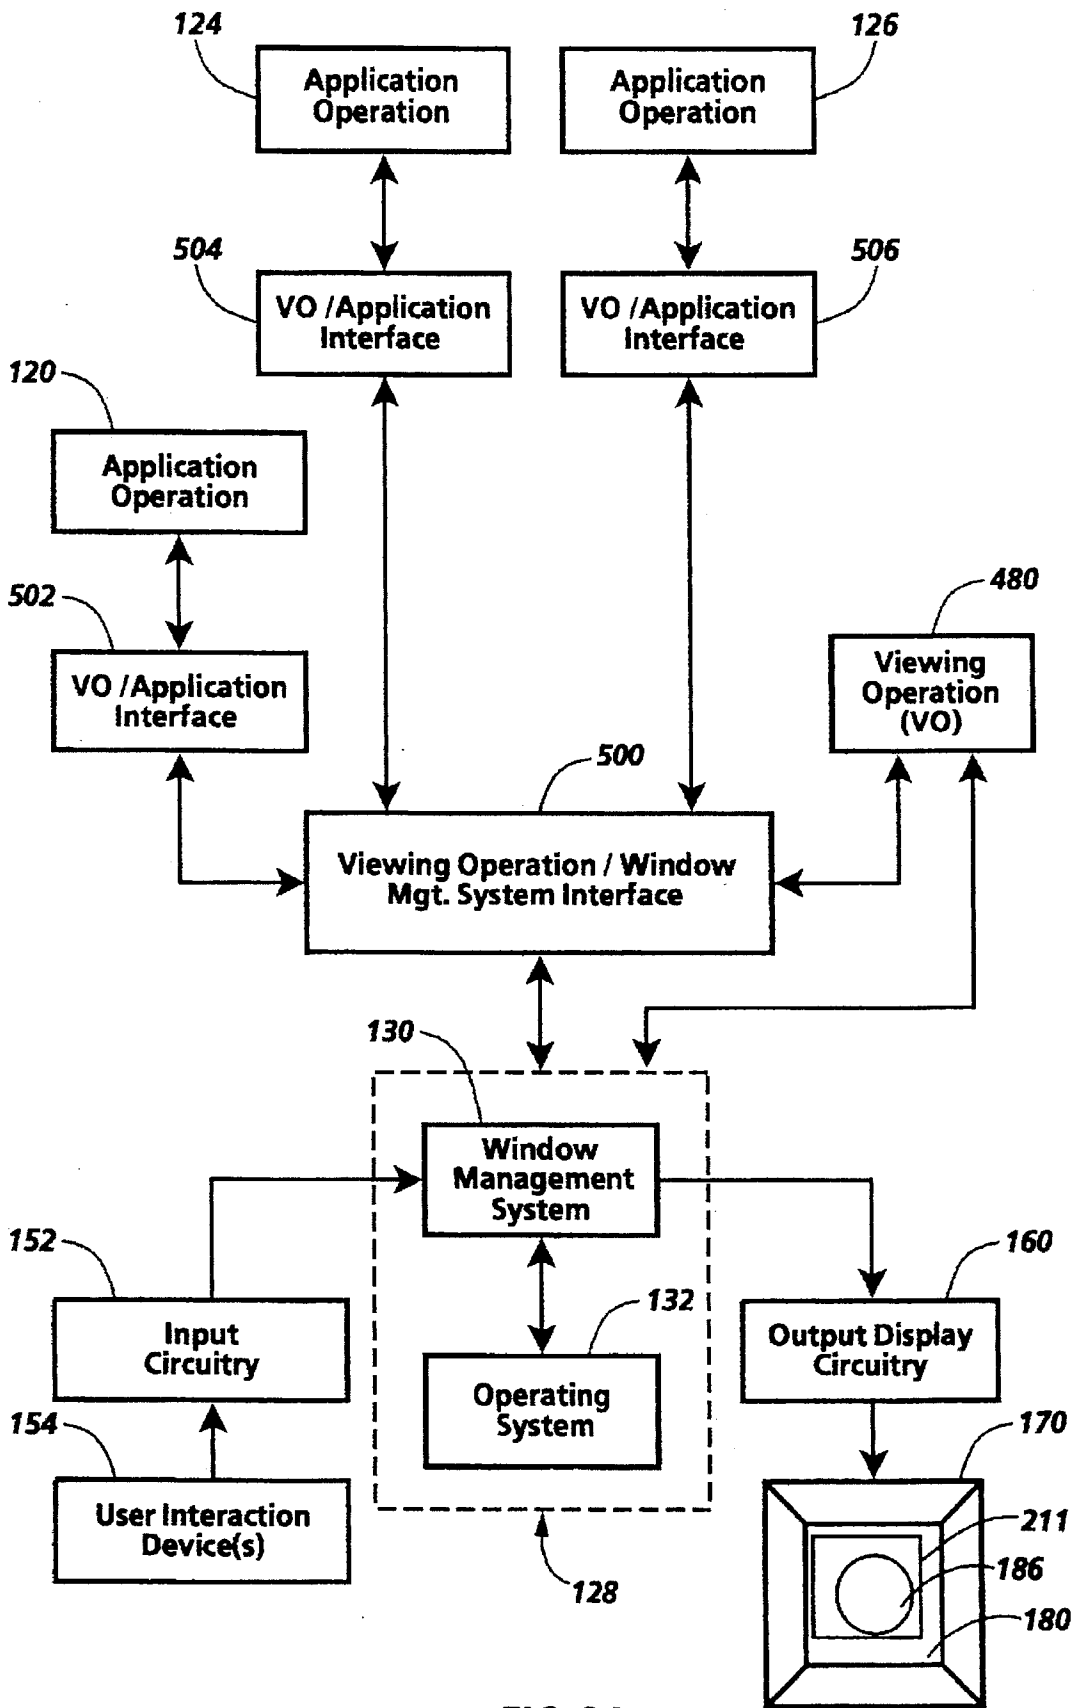 124
126
Application
Operation
Application
Operation
504
506
VO /Application
Interface
VO /Application
Interface
120
Application
Operation
502
480
VO /Application
Interface
Viewing
Operation
(VO)
500
Viewing Operation / Window
Mgt. System Interface
130
Window
Management
System
152
160
132
Input
Circuitry
Output Display
Circuitry
Operating
System
154
170
User Interaction
Device(s)
211
186
128
180